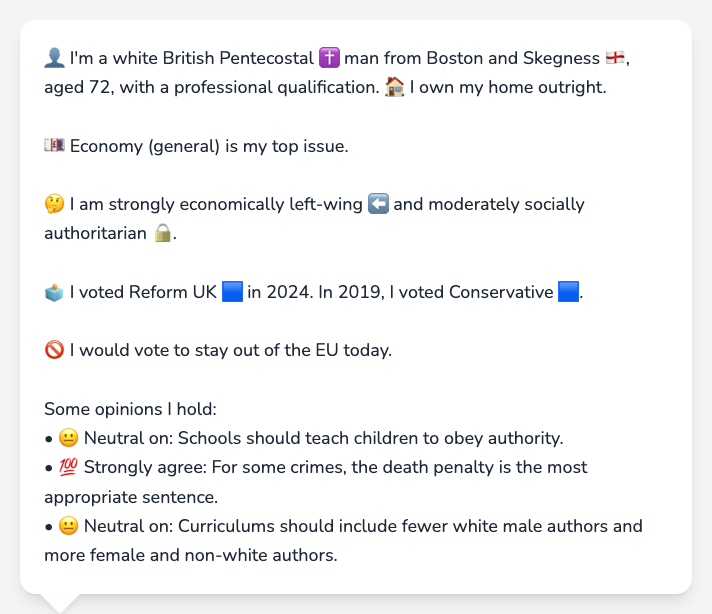 👤 I'm a white British Pentecostal ✝️ man from Boston and Skegness 🏴󠁧󠁢󠁥󠁮󠁧󠁿,
aged 72, with a professional qualification. 🏠 I own my home outright.
💷 Economy (general) is my top issue.
🤔 I am strongly economically left-wing ⬅️ and moderately socially
authoritarian 🔒.
🗳️ I voted Reform UK 🟦 in 2024. In 2019, I voted Conservative 🟦.
🚫 I would vote to stay out of the EU today.
Some opinions I hold:
• 😐 Neutral on: Schools should teach children to obey authority.
• 💯 Strongly agree: For some crimes, the death penalty is the most
appropriate sentence.
• 😐 Neutral on: Curriculums should include fewer white male authors and
more female and non-white authors.